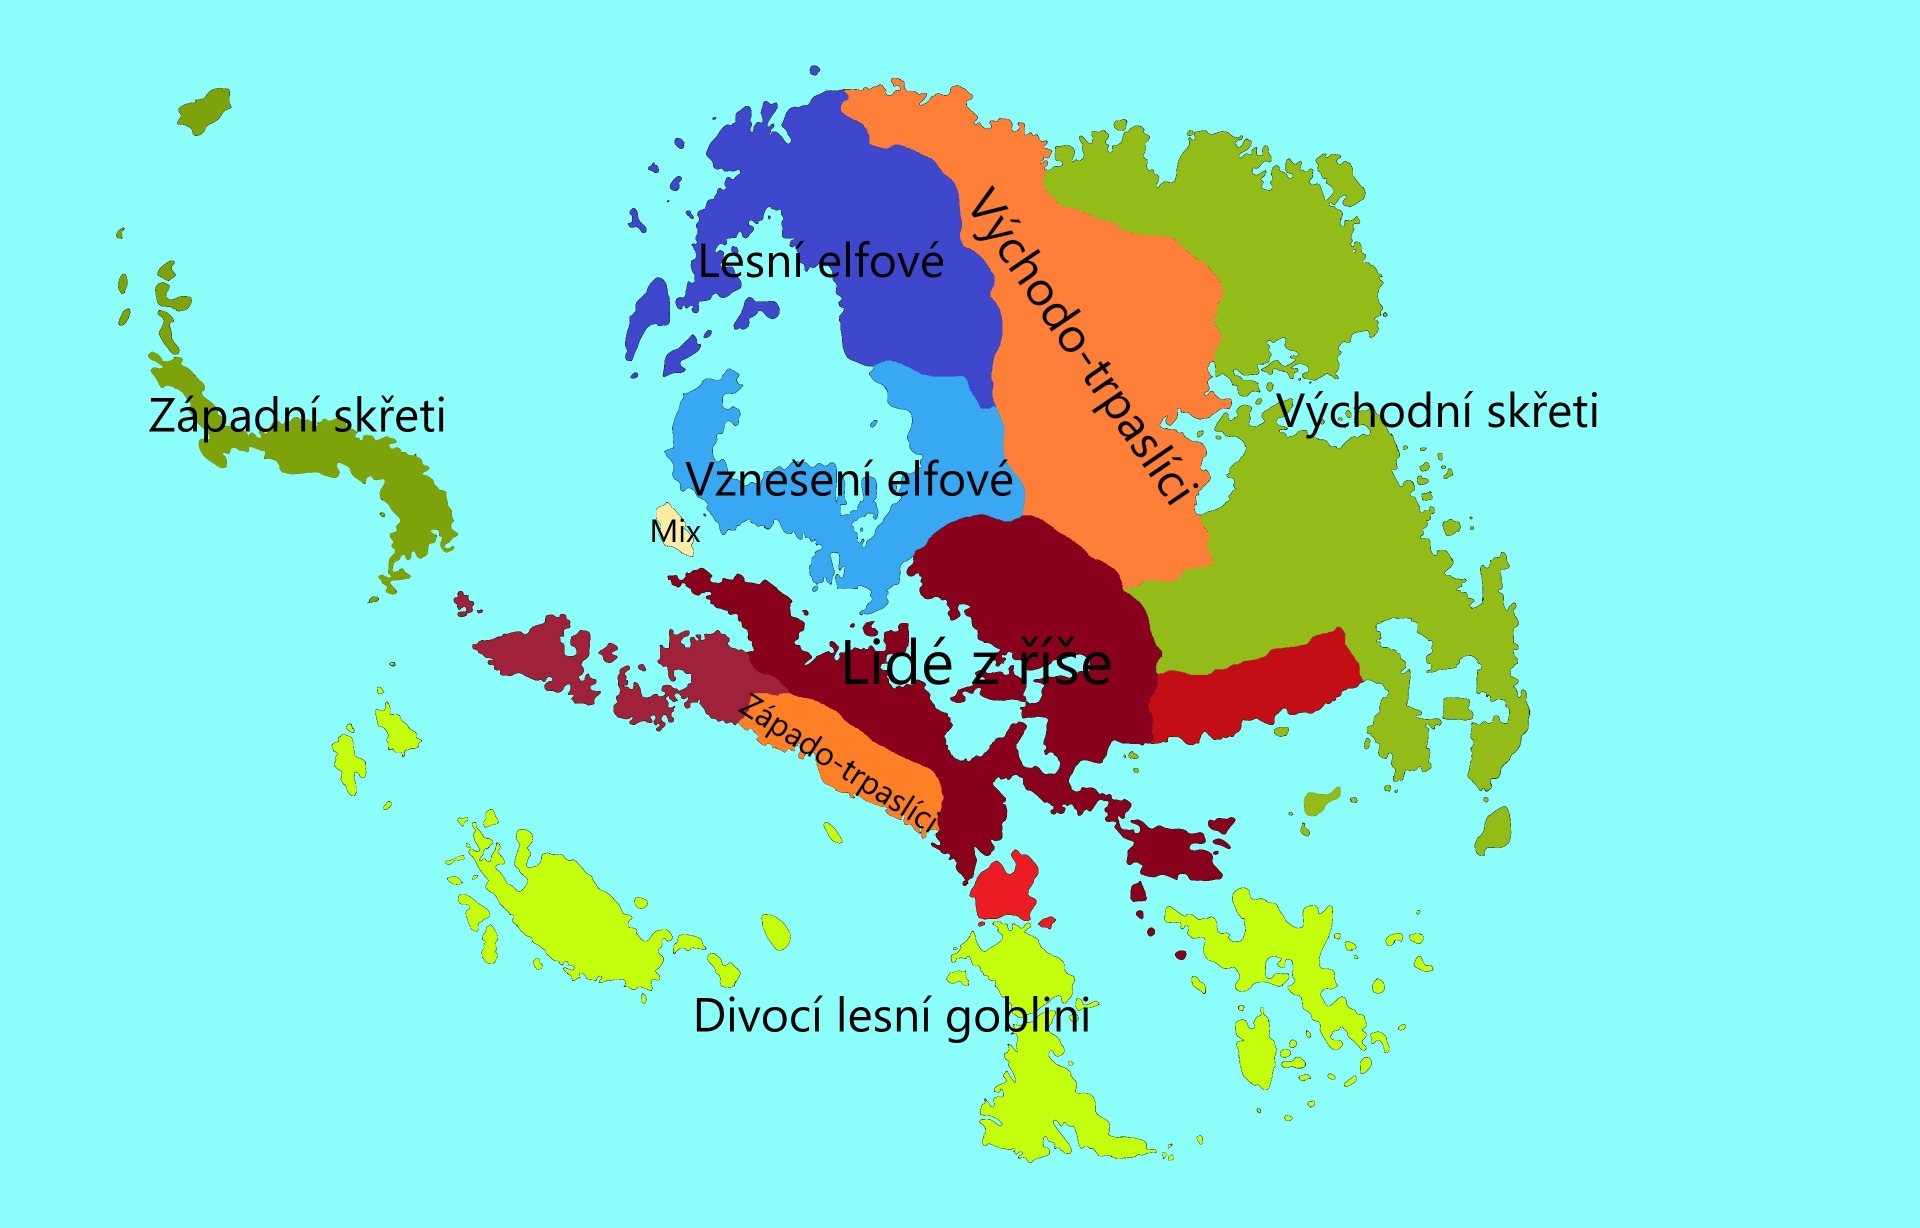 Lesní elfové
Východo-trpaslíci
Západní skřeti
Východní skřeti
Vznešení elfové
Mix
Lidé z říše
Západo-trpaslíci
Divocí lesní goblini